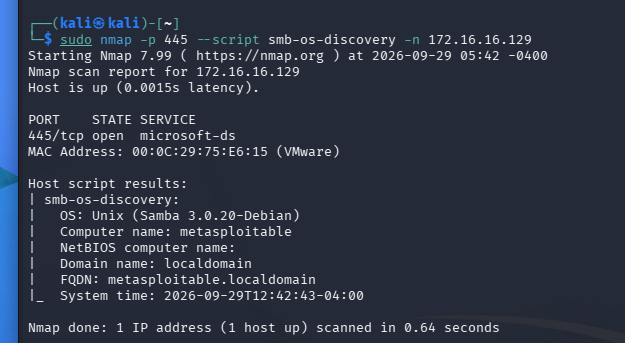 ┌──(kali㉿kali)-[~]
└─$ sudo nmap -p 445 --script smb-os-discovery -n 172.16.16.129
Starting Nmap 7.99 ( https://nmap.org ) at 2026-09-29 05:42 -0400
Nmap scan report for 172.16.16.129
Host is up (0.0015s latency).

PORT    STATE SERVICE
445/tcp open  microsoft-ds
MAC Address: 00:0C:29:75:E6:15 (VMware)

Host script results:
| smb-os-discovery:
|   OS: Unix (Samba 3.0.20-Debian)
|   Computer name: metasploitable
|   NetBIOS computer name:
|   Domain name: localdomain
|   FQDN: metasploitable.localdomain
|_  System time: 2026-09-29T12:42:43-04:00

Nmap done: 1 IP address (1 host up) scanned in 0.64 seconds